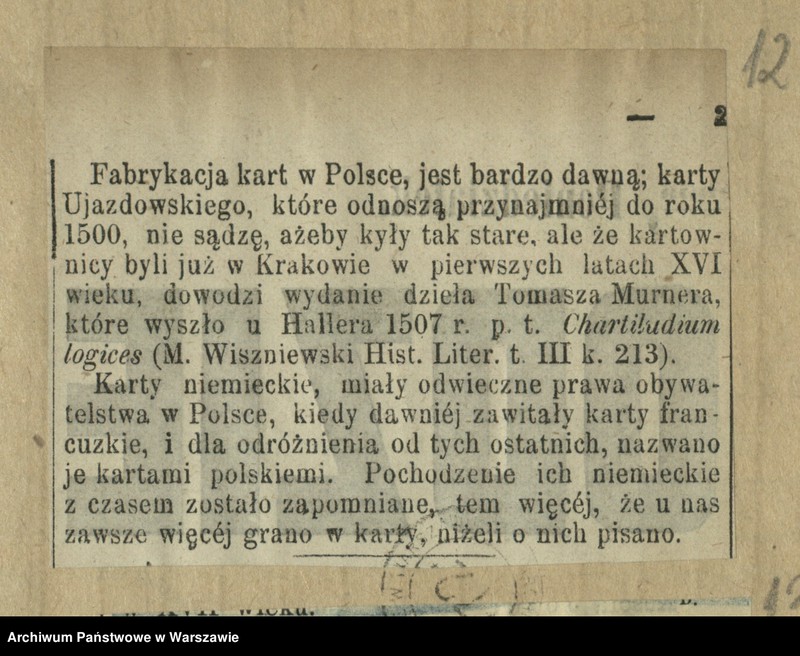 12
— 2
Fabrykacja kart w Polsce, jest bardzo dawną; karty
Ujazdowskiego, które odnoszą przynajmniéj do roku
1500, nie sądzę, ażeby kyły tak stare, ale że kartow-
nicy byli już w Krakowie w pierwszych latach XVI
wieku, dowodzi wydanie dzieła Tomasza Murnera,
które wyszło u Hallera 1507 r. p. t. Chartiludium
logices (M. Wiszniewski Hist. Liter. t. III k. 213).
Karty niemieckie, miały odwieczne prawa obywa-
telstwa w Polsce, kiedy dawniéj zawitały karty fran-
cuzkie, i dla odróżnienia od tych ostatnich, nazwano
je kartami polskiemi. Pochodzenie ich niemieckie
z czasem zostało zapomniane, tem więcéj, że u nas
zawsze więcéj grano w karty, niżeli o nich pisano.
12
XVII wieku.
Archiwum Państwowe w Warszawie